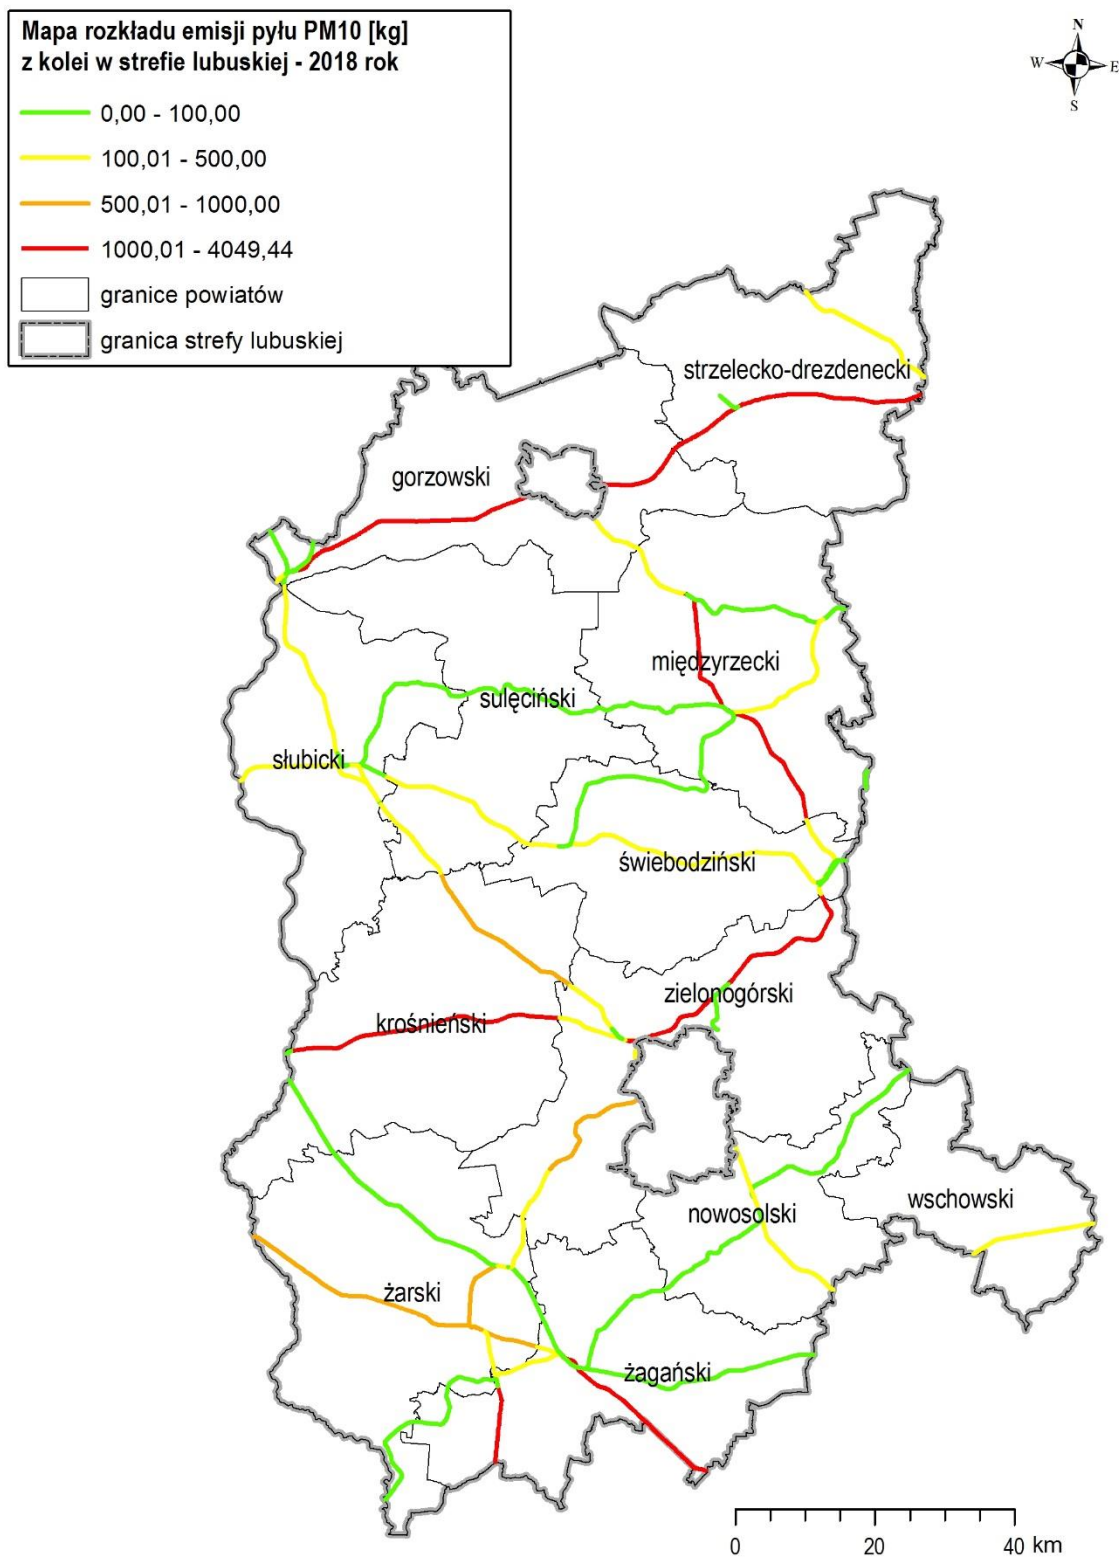 Mapa rozkładu emisji pyłu PM10 [kg]
z kolei w strefie lubuskiej - 2018 rok
0,00 - 100,00
100,01 - 500,00
500,01 - 1000,00
1000,01 - 4049,44
granice powiatów
granica strefy lubuskiej
N
W
E
S
strzelecko-drezdenecki
gorzowski
międzyrzecki
sulęciński
słubicki
świebodziński
zielonogórski
krośnieński
wschowski
nowosolski
żarski
żagański
0 20 40 km